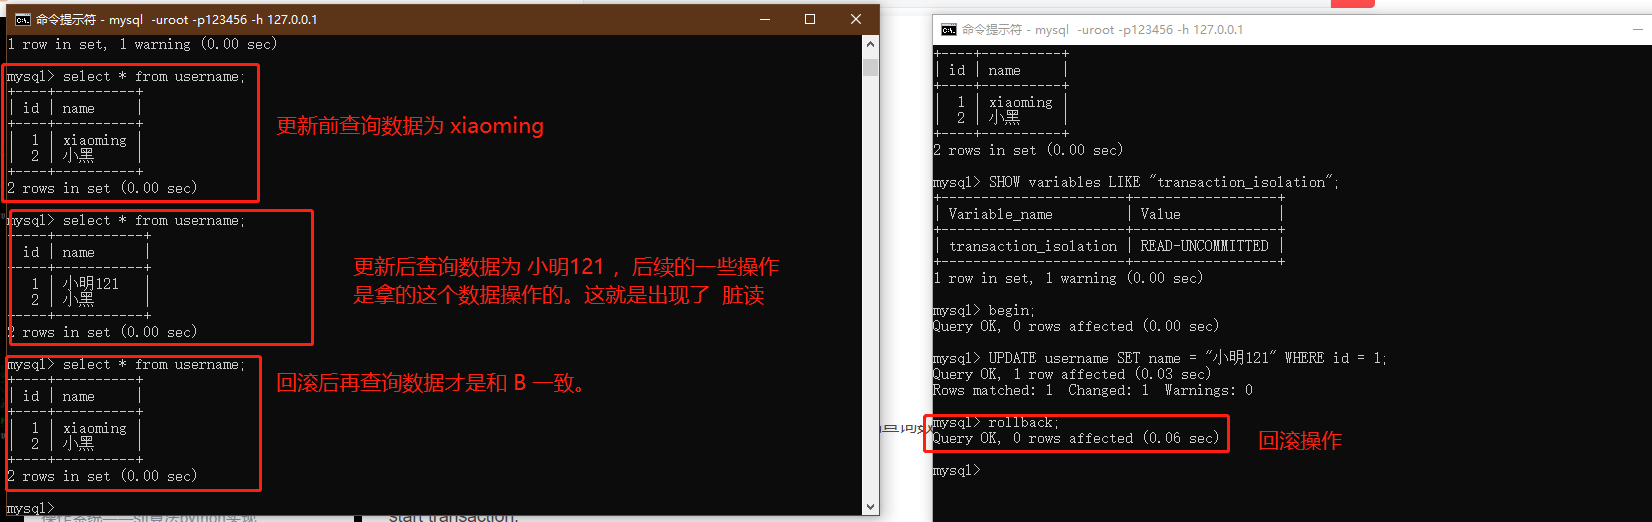 命令提示符 - mysql  -uroot -p123456 -h 127.0.0.1
1 row in set, 1 warning (0.00 sec)
mysql> select * from username;
+----+----------+
| id | name     |
+----+----------+
|  1 | xiaoming |
|  2 | 小黑     |
+----+----------+
2 rows in set (0.00 sec)
更新前查询数据为 xiaoming
mysql> select * from username;
+----+-----------+
| id | name      |
+----+-----------+
|  1 | 小明121   |
|  2 | 小黑      |
+----+-----------+
2 rows in set (0.00 sec)
更新后查询数据为 小明121 ，后续的一些操作
是拿的这个数据操作的。这就是出现了 脏读
mysql> select * from username;
+----+----------+
| id | name     |
+----+----------+
|  1 | xiaoming |
|  2 | 小黑     |
+----+----------+
2 rows in set (0.00 sec)
回滚后再查询数据才是和 B 一致。
mysql>
start transaction;
命令提示符 - mysql  -uroot -p123456 -h 127.0.0.1
+----+----------+
| id | name     |
+----+----------+
|  1 | xiaoming |
|  2 | 小黑     |
+----+----------+
2 rows in set (0.00 sec)
mysql> SHOW variables LIKE "transaction_isolation";
+-----------------------+------------------+
| Variable_name         | Value            |
+-----------------------+------------------+
| transaction_isolation | READ-UNCOMMITTED |
+-----------------------+------------------+
1 row in set, 1 warning (0.00 sec)
mysql> begin;
Query OK, 0 rows affected (0.00 sec)
mysql> UPDATE username SET name = "小明121" WHERE id = 1;
Query OK, 1 row affected (0.03 sec)
Rows matched: 1  Changed: 1  Warnings: 0
mysql> rollback;
Query OK, 0 rows affected (0.06 sec)
回滚操作
mysql>